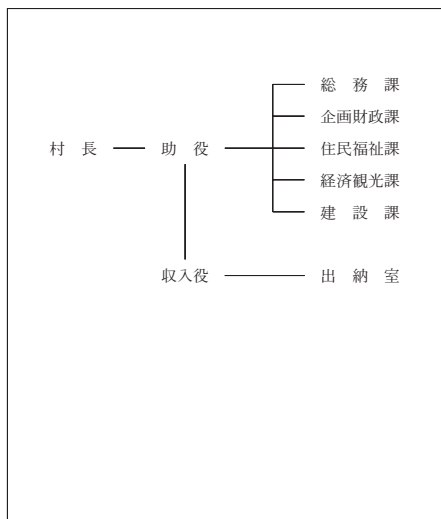 総　務　課
企画財政課
村　長　助　役　住民福祉課
経済観光課
建　設　課
収入役　出　納　室